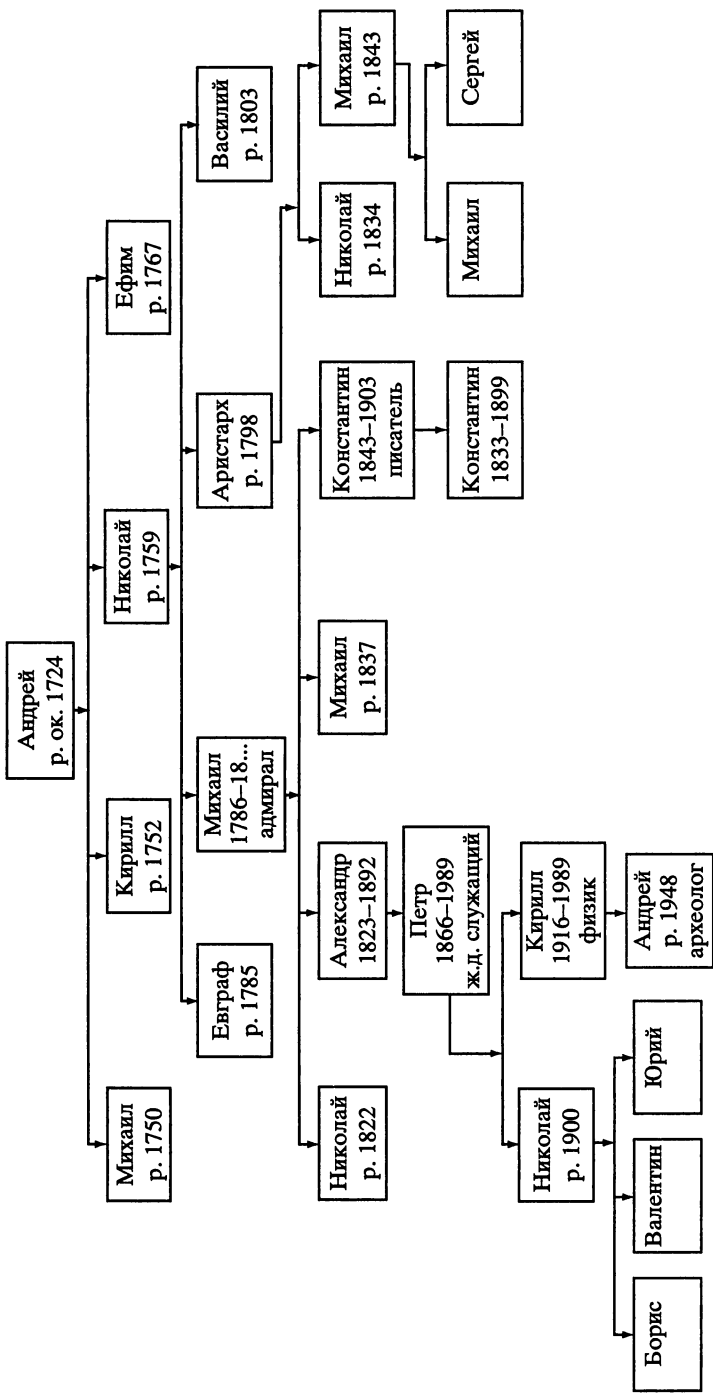 Андрей
р. ок. 1724
Михаил
р. 1750
Кирилл
р. 1752
Николай
р. 1759
Ефим
р. 1767
Евграф
р. 1785
Михаил
1786–18...
адмирал
Аристарх
р. 1798
Василий
р. 1803
Николай
р. 1822
Александр
1823–1892
Михаил
р. 1837
Константин
1843–1903
писатель
Николай
р. 1834
Михаил
р. 1843
Петр
1866–1989
ж.д. служащий
Константин
1833–1899
Михаил
Сергей
Николай
р. 1900
Кирилл
1916–1989
физик
Борис
Валентин
Юрий
Андрей
р. 1948
археолог